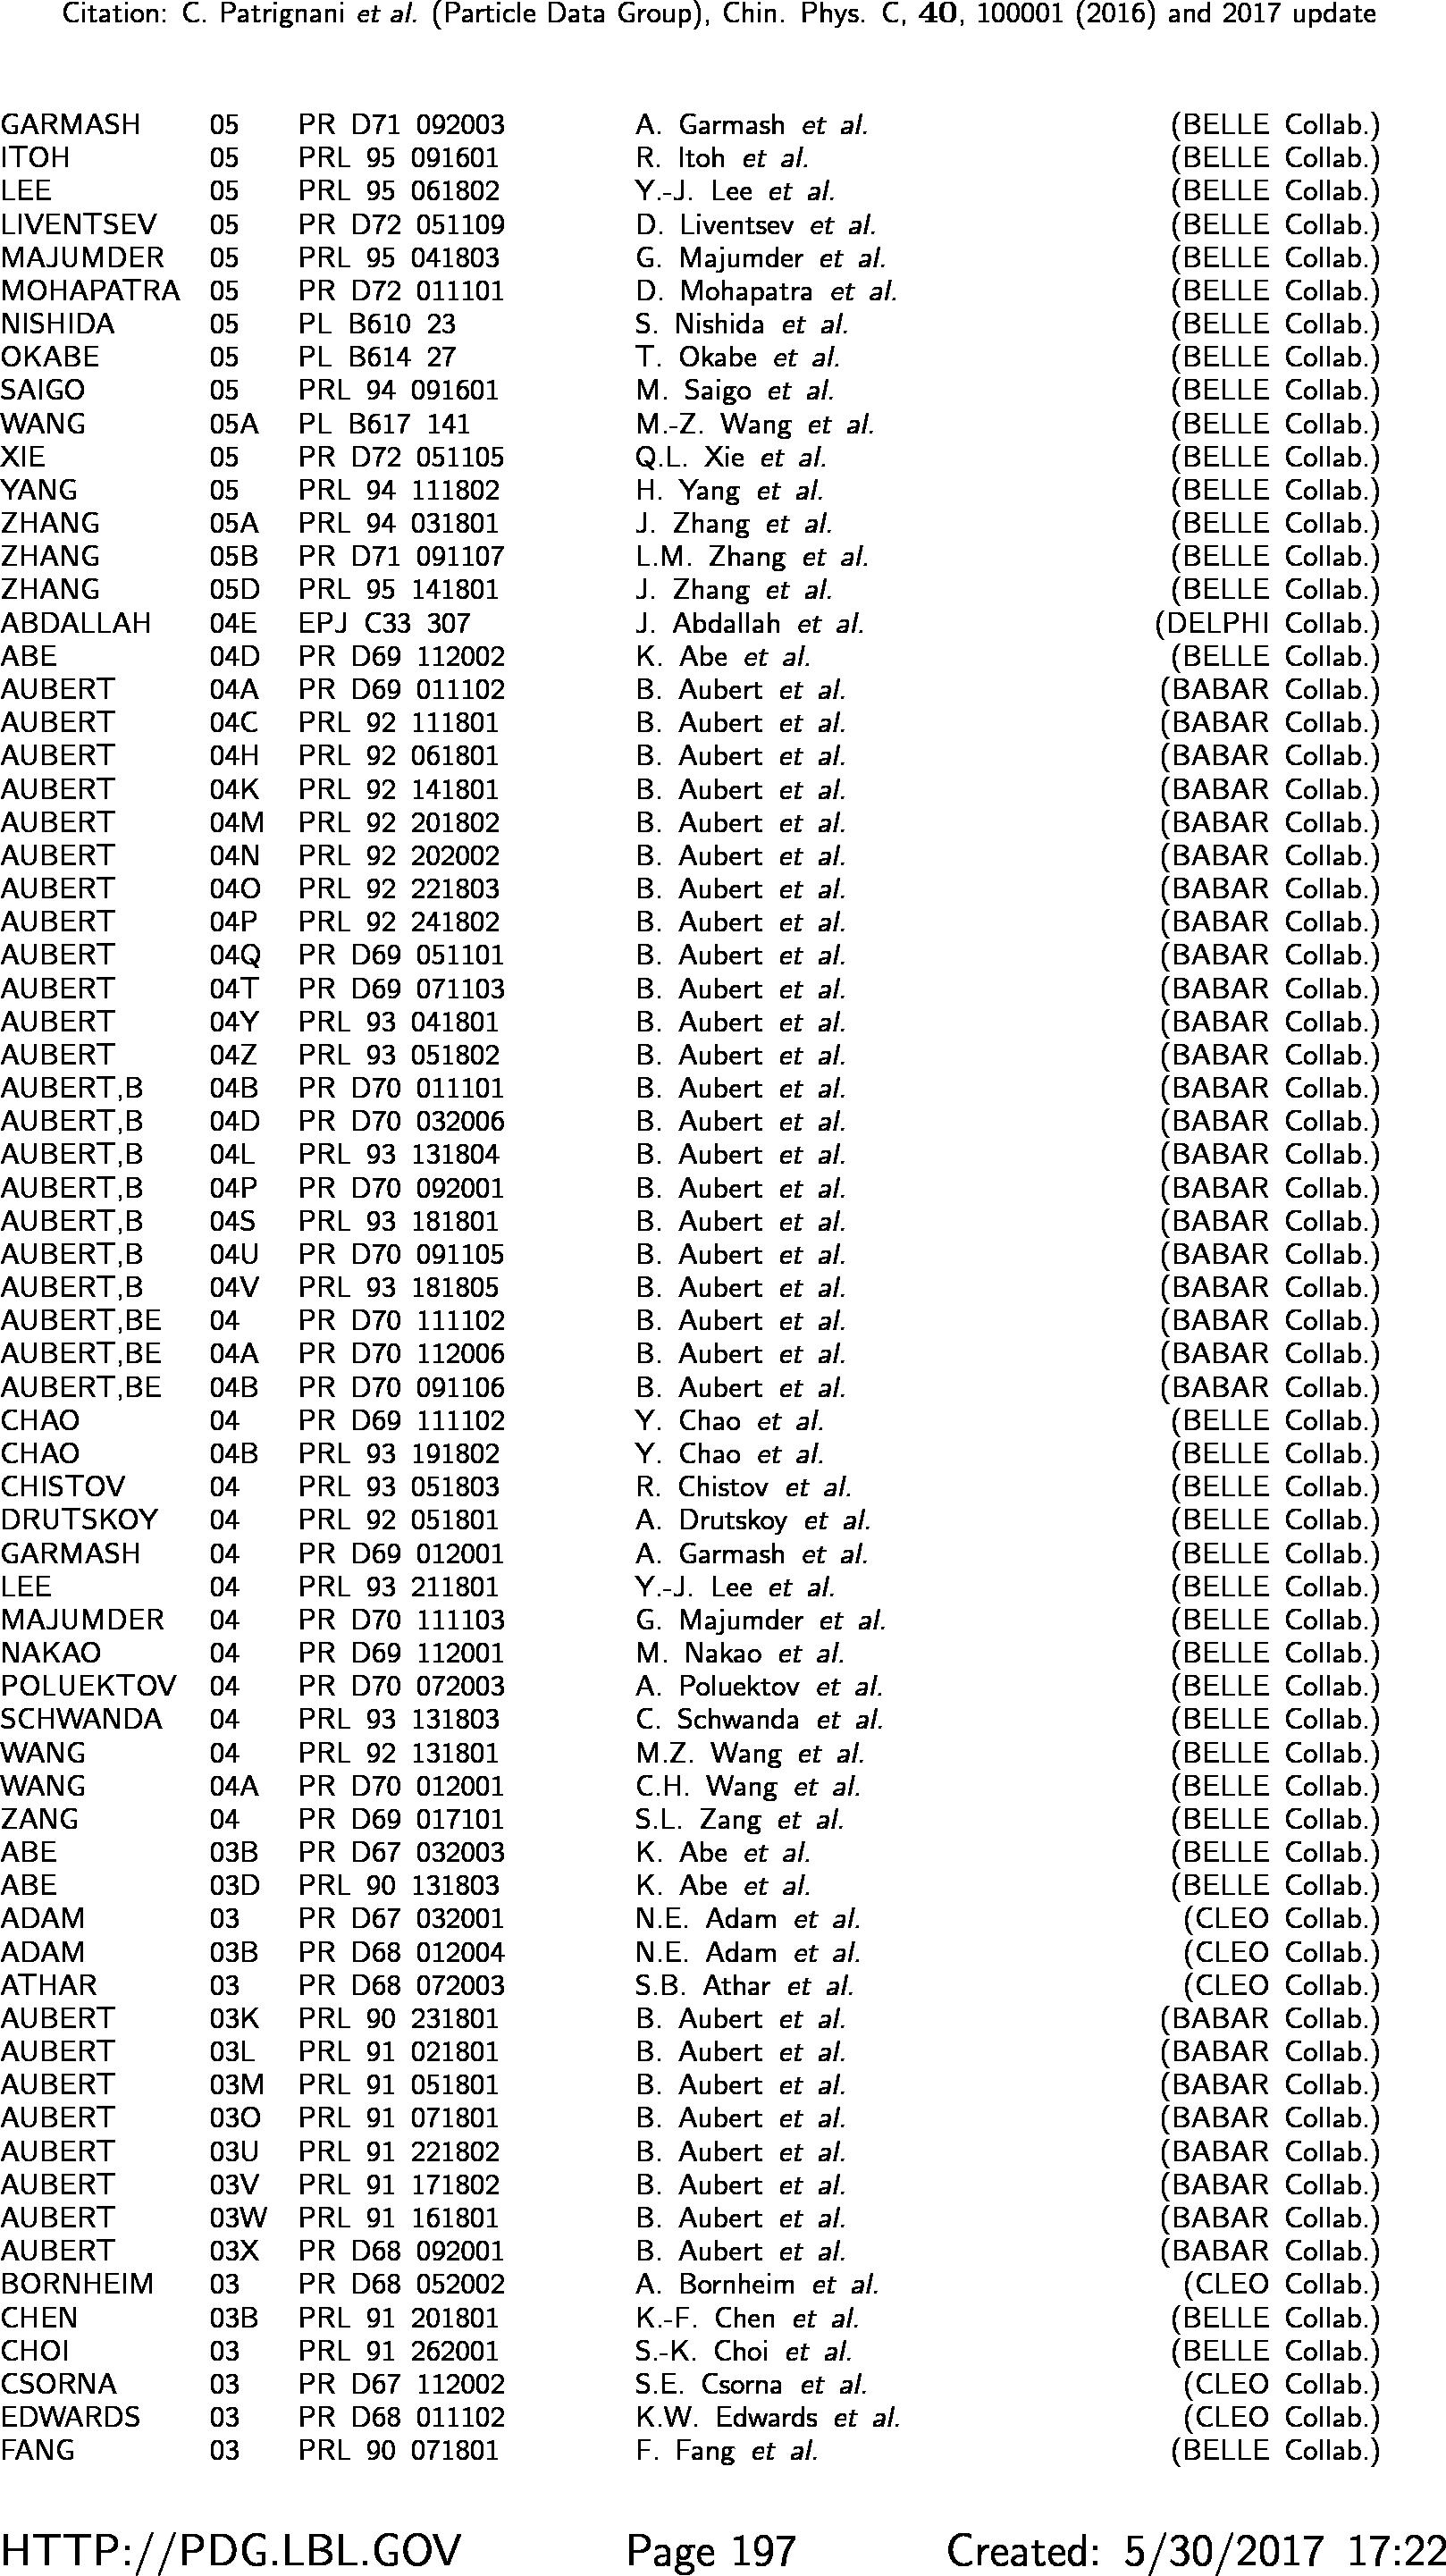 Citation: C. Patrignani et al. (Particle Data Group), Chin. Phys. C, 40, 100001 (2016) and 2017 update
GARMASH 05 PR D71 092003 A. Garmash et al. (BELLE Collab.)
ITOH 05 PRL 95 091601 R. Itoh et al. (BELLE Collab.)
LEE 05 PRL 95 061802 Y.-J. Lee et al. (BELLE Collab.)
LIVENTSEV 05 PR D72 051109 D. Liventsev et al. (BELLE Collab.)
MAJUMDER 05 PRL 95 041803 G. Majumder et al. (BELLE Collab.)
MOHAPATRA 05 PR D72 011101 D. Mohapatra et al. (BELLE Collab.)
NISHIDA 05 PL B610 23 S. Nishida et al. (BELLE Collab.)
OKABE 05 PL B614 27 T. Okabe et al. (BELLE Collab.)
SAIGO 05 PRL 94 091601 M. Saigo et al. (BELLE Collab.)
WANG 05A PL B617 141 M.-Z. Wang et al. (BELLE Collab.)
XIE 05 PR D72 051105 Q.L. Xie et al. (BELLE Collab.)
YANG 05 PRL 94 111802 H. Yang et al. (BELLE Collab.)
ZHANG 05A PRL 94 031801 J. Zhang et al. (BELLE Collab.)
ZHANG 05B PR D71 091107 L.M. Zhang et al. (BELLE Collab.)
ZHANG 05D PRL 95 141801 J. Zhang et al. (BELLE Collab.)
ABDALLAH 04E EPJ C33 307 J. Abdallah et al. (DELPHI Collab.)
ABE 04D PR D69 112002 K. Abe et al. (BELLE Collab.)
AUBERT 04A PR D69 011102 B. Aubert et al. (BABAR Collab.)
AUBERT 04C PRL 92 111801 B. Aubert et al. (BABAR Collab.)
AUBERT 04H PRL 92 061801 B. Aubert et al. (BABAR Collab.)
AUBERT 04K PRL 92 141801 B. Aubert et al. (BABAR Collab.)
AUBERT 04M PRL 92 201802 B. Aubert et al. (BABAR Collab.)
AUBERT 04N PRL 92 202002 B. Aubert et al. (BABAR Collab.)
AUBERT 04O PRL 92 221803 B. Aubert et al. (BABAR Collab.)
AUBERT 04P PRL 92 241802 B. Aubert et al. (BABAR Collab.)
AUBERT 04Q PR D69 051101 B. Aubert et al. (BABAR Collab.)
AUBERT 04T PR D69 071103 B. Aubert et al. (BABAR Collab.)
AUBERT 04Y PRL 93 041801 B. Aubert et al. (BABAR Collab.)
AUBERT 04Z PRL 93 051802 B. Aubert et al. (BABAR Collab.)
AUBERT,B 04B PR D70 011101 B. Aubert et al. (BABAR Collab.)
AUBERT,B 04D PR D70 032006 B. Aubert et al. (BABAR Collab.)
AUBERT,B 04L PRL 93 131804 B. Aubert et al. (BABAR Collab.)
AUBERT,B 04P PR D70 092001 B. Aubert et al. (BABAR Collab.)
AUBERT,B 04S PRL 93 181801 B. Aubert et al. (BABAR Collab.)
AUBERT,B 04U PR D70 091105 B. Aubert et al. (BABAR Collab.)
AUBERT,B 04V PRL 93 181805 B. Aubert et al. (BABAR Collab.)
AUBERT,BE 04 PR D70 111102 B. Aubert et al. (BABAR Collab.)
AUBERT,BE 04A PR D70 112006 B. Aubert et al. (BABAR Collab.)
AUBERT,BE 04B PR D70 091106 B. Aubert et al. (BABAR Collab.)
CHAO 04 PR D69 111102 Y. Chao et al. (BELLE Collab.)
CHAO 04B PRL 93 191802 Y. Chao et al. (BELLE Collab.)
CHISTOV 04 PRL 93 051803 R. Chistov et al. (BELLE Collab.)
DRUTSKOY 04 PRL 92 051801 A. Drutskoy et al. (BELLE Collab.)
GARMASH 04 PR D69 012001 A. Garmash et al. (BELLE Collab.)
LEE 04 PRL 93 211801 Y.-J. Lee et al. (BELLE Collab.)
MAJUMDER 04 PR D70 111103 G. Majumder et al. (BELLE Collab.)
NAKAO 04 PR D69 112001 M. Nakao et al. (BELLE Collab.)
POLUEKTOV 04 PR D70 072003 A. Poluektov et al. (BELLE Collab.)
SCHWANDA 04 PRL 93 131803 C. Schwanda et al. (BELLE Collab.)
WANG 04 PRL 92 131801 M.Z. Wang et al. (BELLE Collab.)
WANG 04A PR D70 012001 C.H. Wang et al. (BELLE Collab.)
ZANG 04 PR D69 017101 S.L. Zang et al. (BELLE Collab.)
ABE 03B PR D67 032003 K. Abe et al. (BELLE Collab.)
ABE 03D PRL 90 131803 K. Abe et al. (BELLE Collab.)
ADAM 03 PR D67 032001 N.E. Adam et al. (CLEO Collab.)
ADAM 03B PR D68 012004 N.E. Adam et al. (CLEO Collab.)
ATHAR 03 PR D68 072003 S.B. Athar et al. (CLEO Collab.)
AUBERT 03K PRL 90 231801 B. Aubert et al. (BABAR Collab.)
AUBERT 03L PRL 91 021801 B. Aubert et al. (BABAR Collab.)
AUBERT 03M PRL 91 051801 B. Aubert et al. (BABAR Collab.)
AUBERT 03O PRL 91 071801 B. Aubert et al. (BABAR Collab.)
AUBERT 03U PRL 91 221802 B. Aubert et al. (BABAR Collab.)
AUBERT 03V PRL 91 171802 B. Aubert et al. (BABAR Collab.)
AUBERT 03W PRL 91 161801 B. Aubert et al. (BABAR Collab.)
AUBERT 03X PR D68 092001 B. Aubert et al. (BABAR Collab.)
BORNHEIM 03 PR D68 052002 A. Bornheim et al. (CLEO Collab.)
CHEN 03B PRL 91 201801 K.-F. Chen et al. (BELLE Collab.)
CHOI 03 PRL 91 262001 S.-K. Choi et al. (BELLE Collab.)
CSORNA 03 PR D67 112002 S.E. Csorna et al. (CLEO Collab.)
EDWARDS 03 PR D68 011102 K.W. Edwards et al. (CLEO Collab.)
FANG 03 PRL 90 071801 F. Fang et al. (BELLE Collab.)
HTTP://PDG.LBL.GOV Page 197 Created: 5/30/2017 17:22